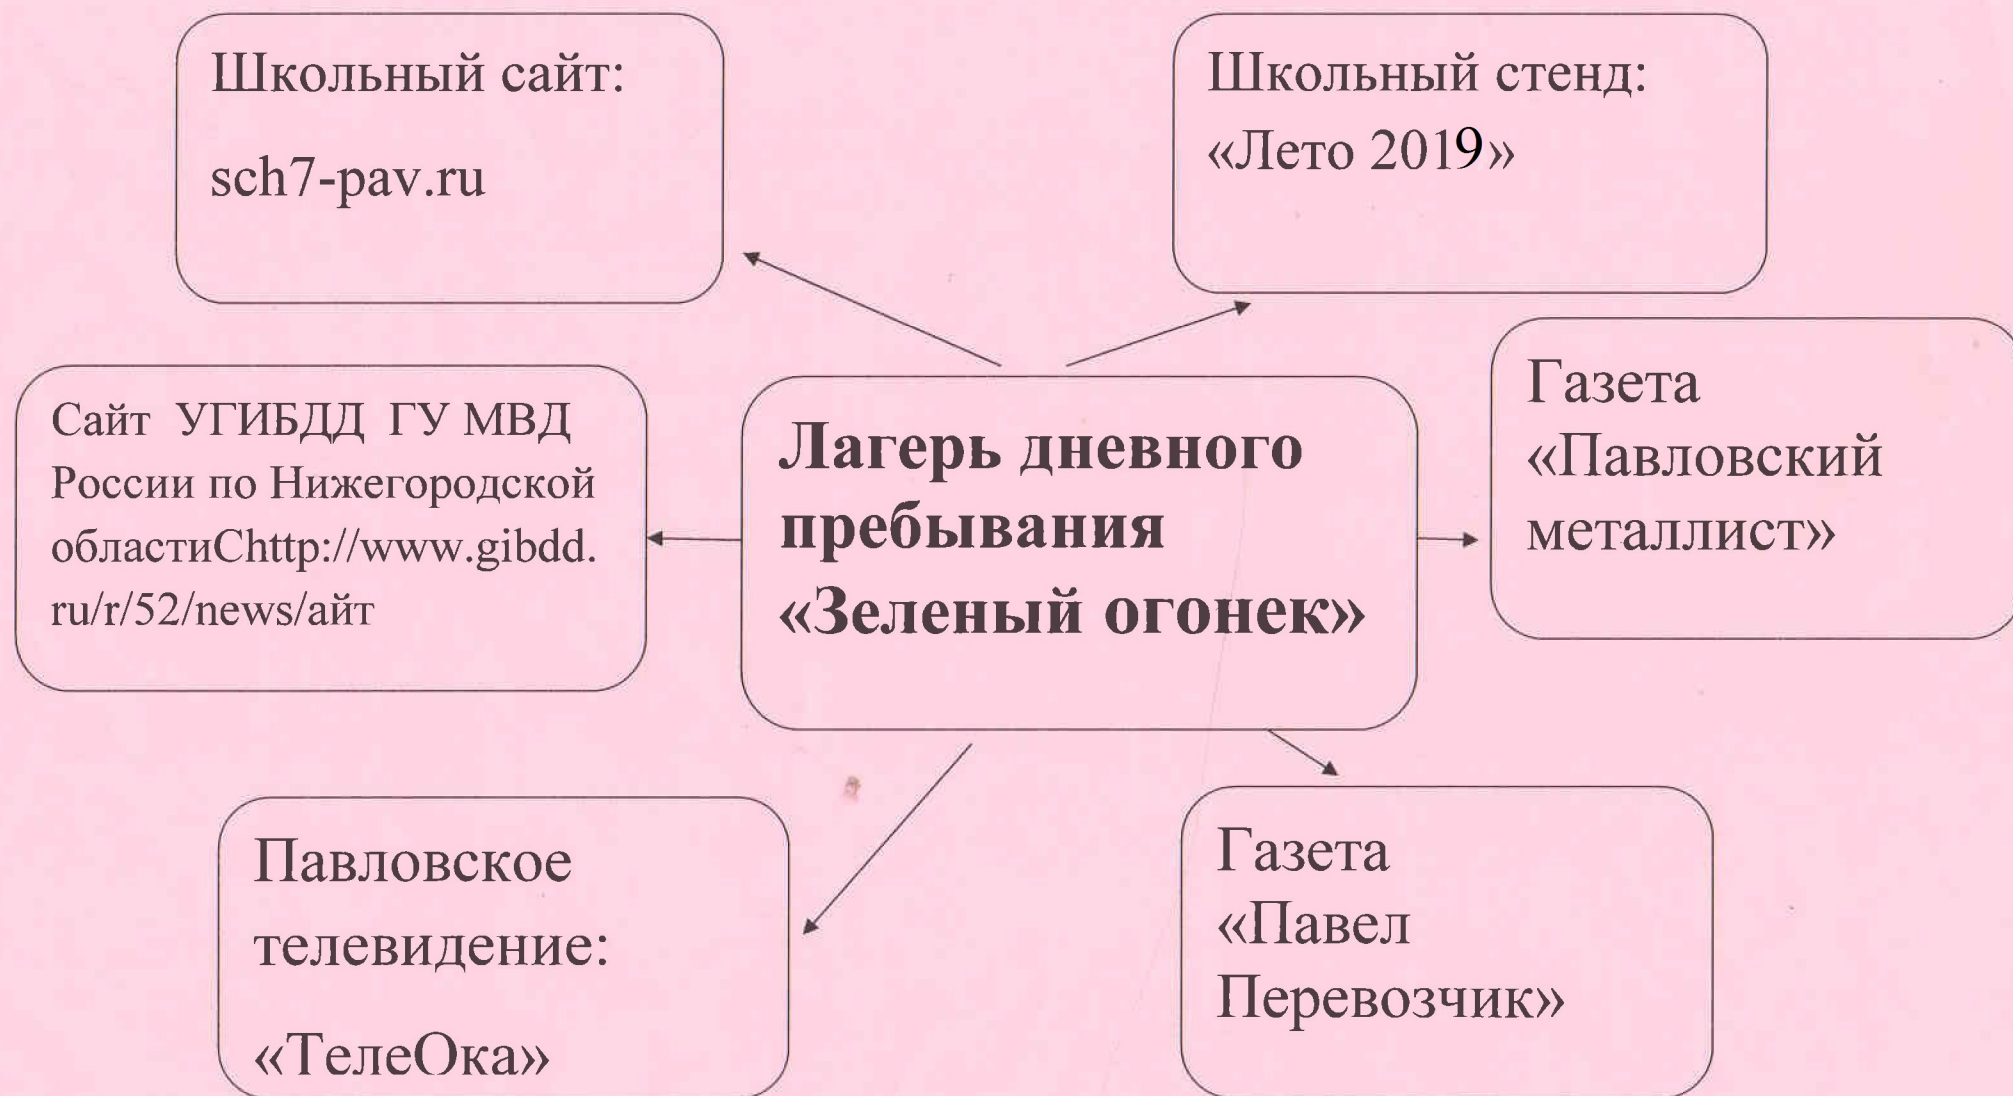 Школьный сайт:
sch7-pav.ru
Школьный стенд:
«Лето 2019»
Сайт УГИБДД ГУ МВД
России по Нижегородской
областиСhttp://www.gibdd.
ru/r/52/news/айт
Лагерь дневного
пребывания
«Зеленый огонек»
Газета
«Павловский
металлист»
Павловское
телевидение:
«ТелеОка»
Газета
«Павел
Перевозчик»